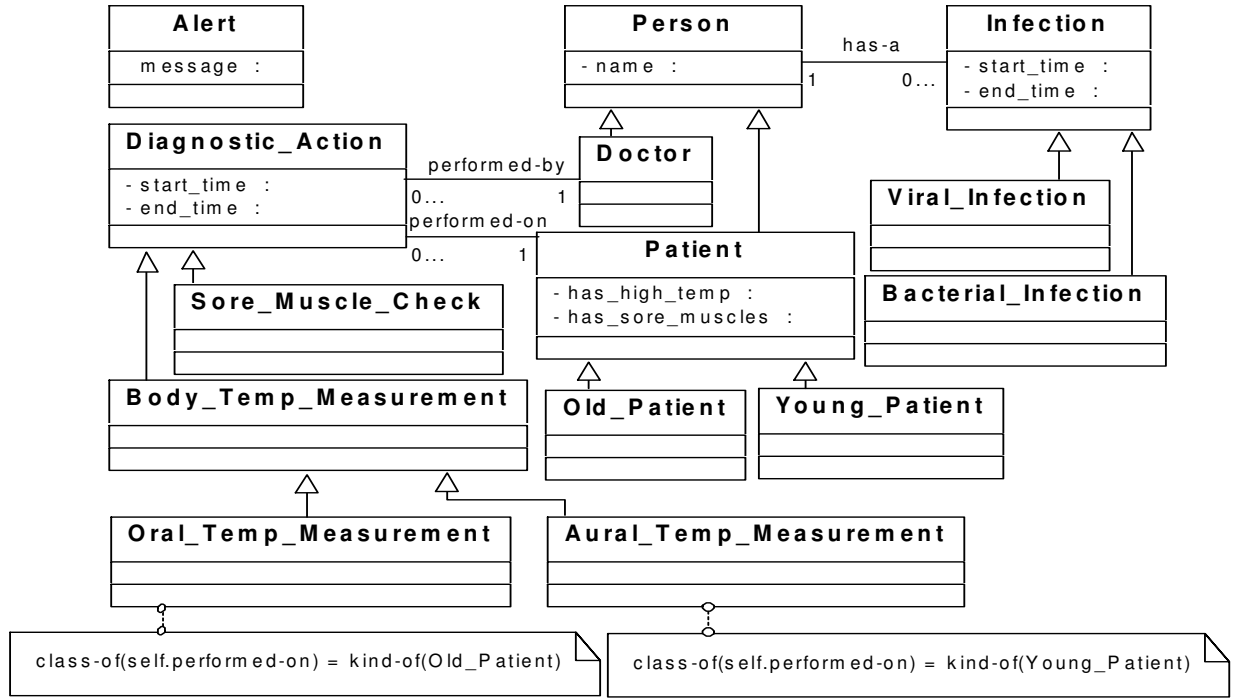 Alert
message :
Person
- name :
has-a
1
0...
Infection
- start_time :
- end_time :
Diagnostic_Action
- start_time :
- end_time :
performed-by
0...
1
performed-on
0...
1
Doctor
Viral_Infection
Patient
- has_high_temp :
- has_sore_muscles :
Bacterial_Infection
Sore_Muscle_Check
Body_Temp_Measurement
Old_Patient
Young_Patient
Oral_Temp_Measurement
Aural_Temp_Measurement
class-of(self.performed-on) = kind-of(Old_Patient)
class-of(self.performed-on) = kind-of(Young_Patient)